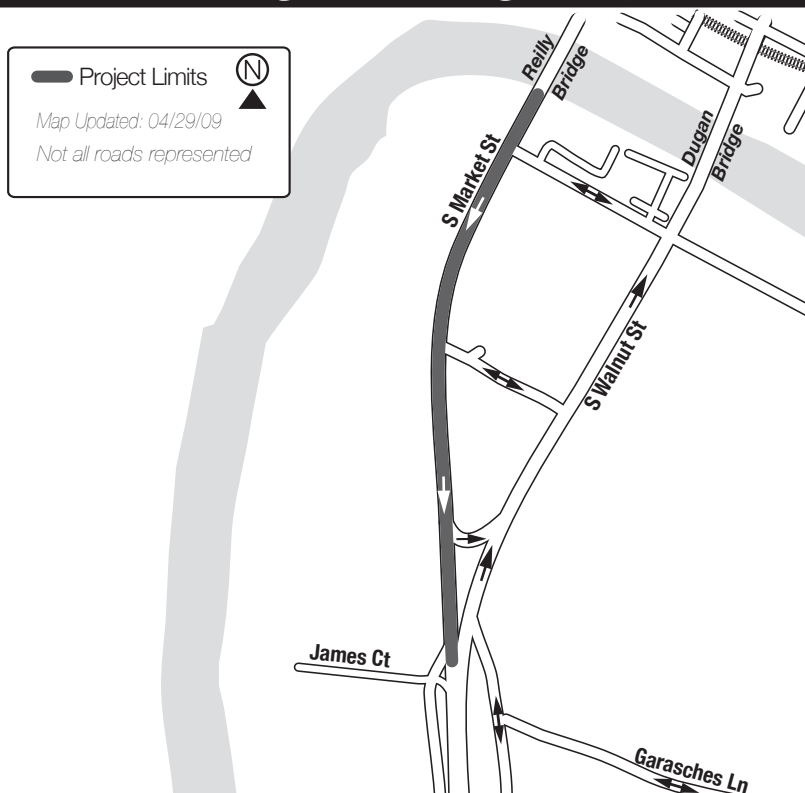 Project Limits
N
Map Updated: 04/29/09
Not all roads represented
Reilly
Bridge
Dugan
Bridge
S Market St
S Walnut St
James Ct
Garasches Ln